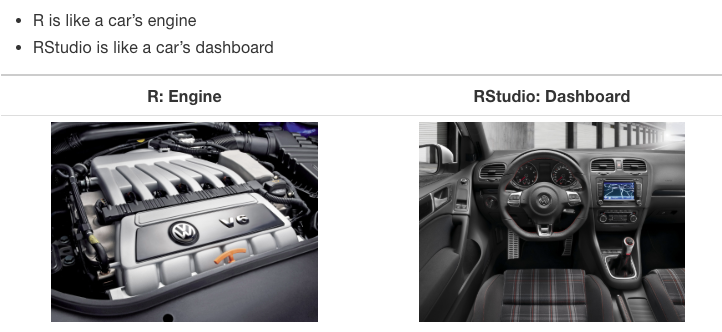 R is like a car’s engine
RStudio is like a car’s dashboard
R: Engine
RStudio: Dashboard
V6